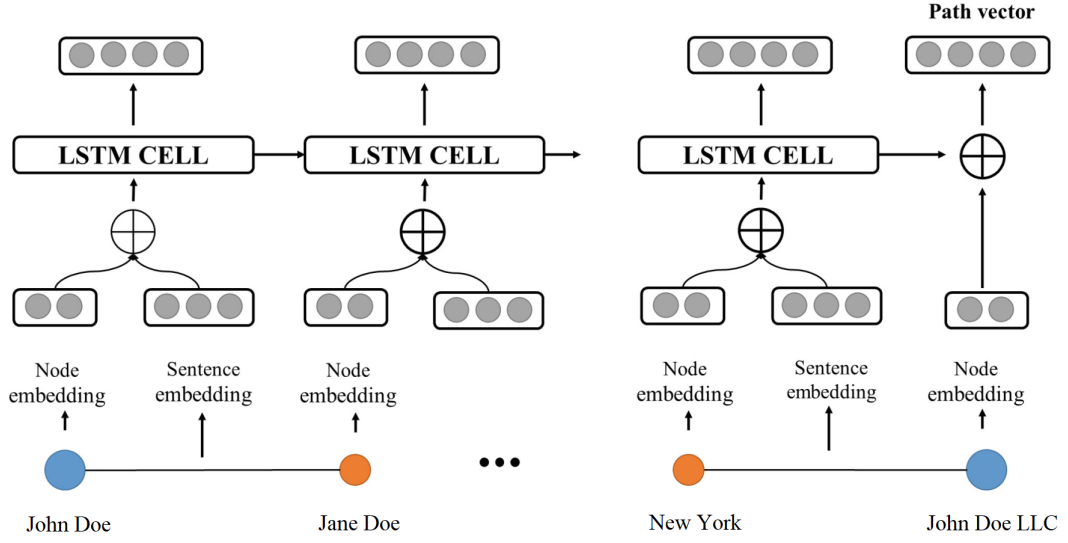 Path vector
LSTM CELL
LSTM CELL
LSTM CELL
Node
embedding
Sentence
embedding
Node
embedding
Node
embedding
Sentence
embedding
Node
embedding
John Doe
Jane Doe
New York
John Doe LLC